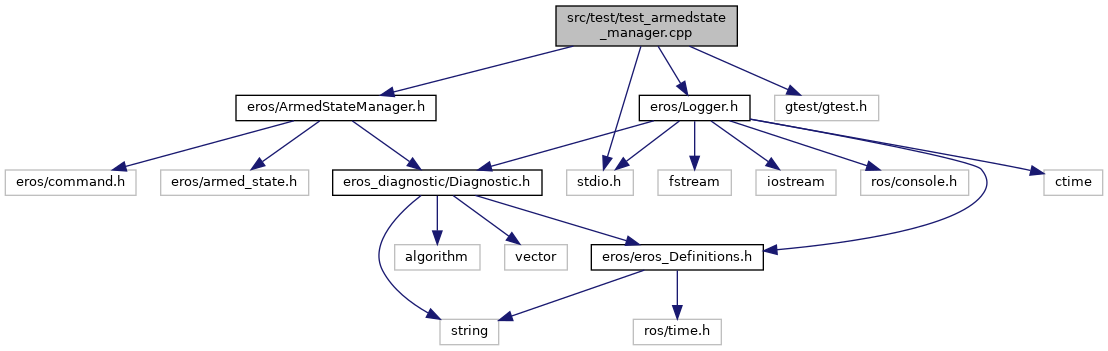 src/test/test_armedstate
_manager.cpp
eros/ArmedStateManager.h
eros/Logger.h
gtest/gtest.h
eros/command.h
eros/armed_state.h
eros_diagnostic/Diagnostic.h
stdio.h
fstream
iostream
ros/console.h
ctime
algorithm
vector
eros/eros_Definitions.h
string
ros/time.h